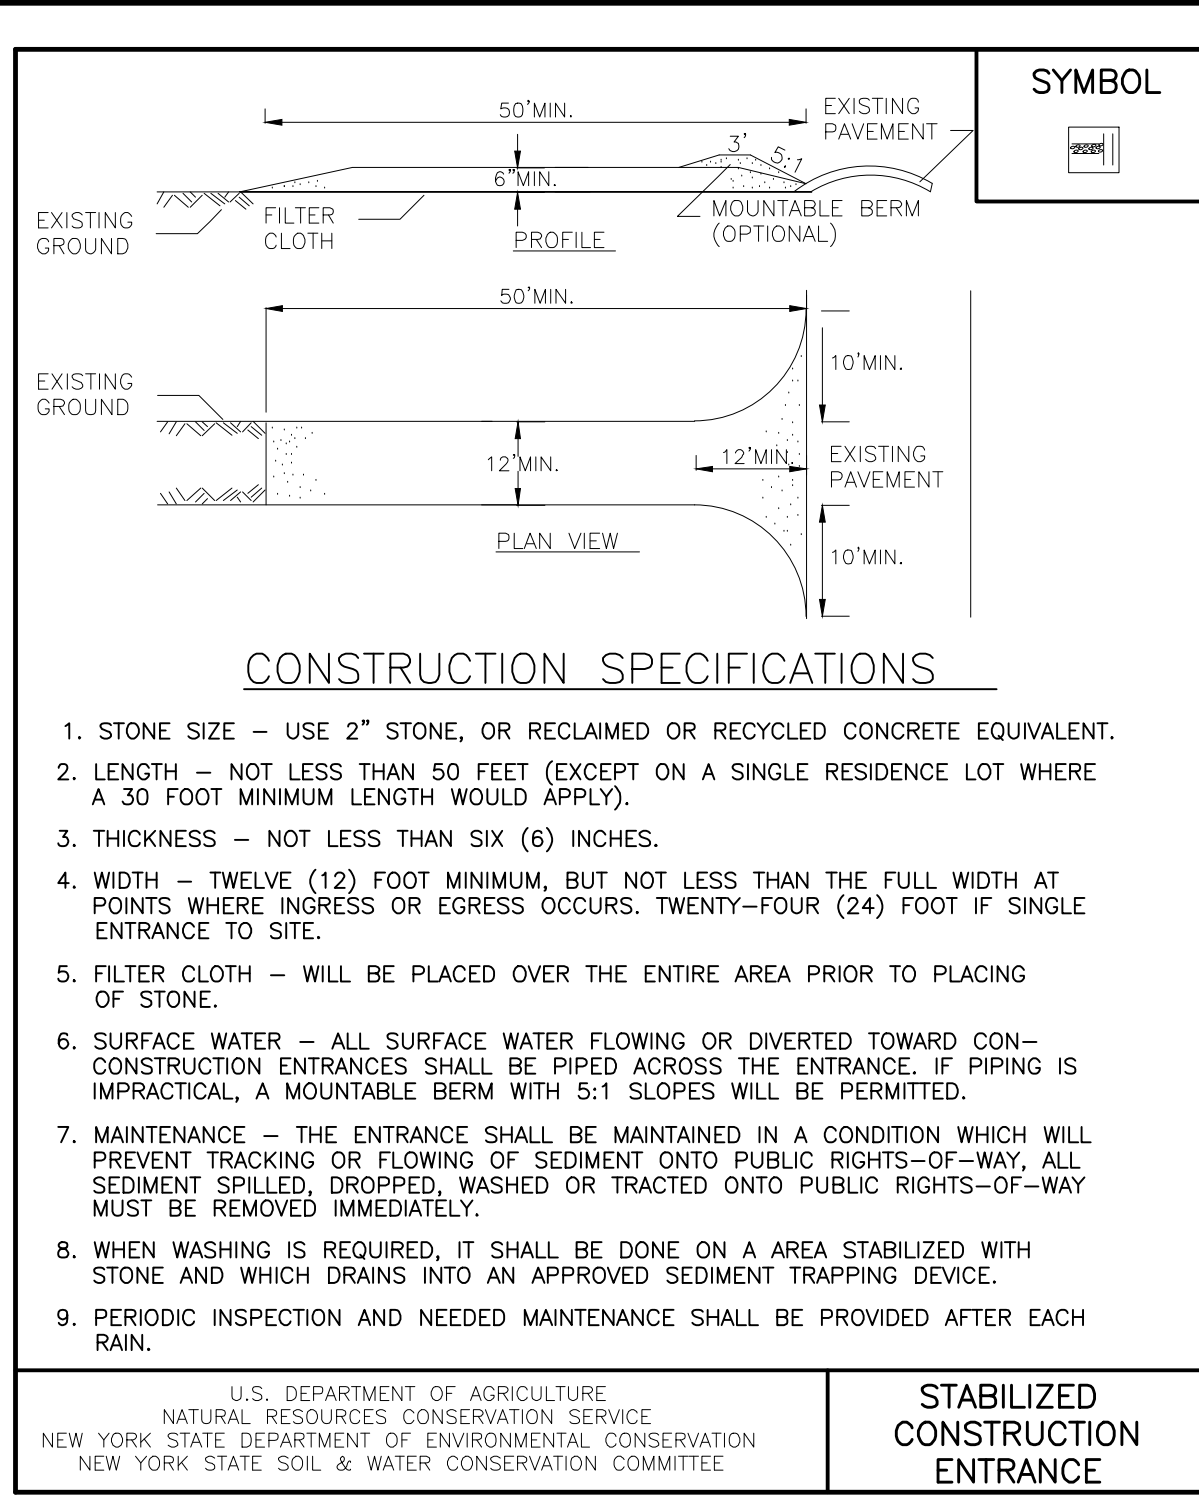 SYMBOL
50'MIN.
EXISTING
PAVEMENT
3'
5:1
6"MIN.
EXISTING
GROUND
FILTER
CLOTH
PROFILE
MOUNTABLE BERM
(OPTIONAL)
50'MIN.
10'MIN.
EXISTING
GROUND
12'MIN.
12'MIN.
EXISTING
PAVEMENT
PLAN VIEW
10'MIN.
CONSTRUCTION SPECIFICATIONS
1. STONE SIZE – USE 2" STONE, OR RECLAIMED OR RECYCLED CONCRETE EQUIVALENT.
2. LENGTH – NOT LESS THAN 50 FEET (EXCEPT ON A SINGLE RESIDENCE LOT WHERE
A 30 FOOT MINIMUM LENGTH WOULD APPLY).
3. THICKNESS – NOT LESS THAN SIX (6) INCHES.
4. WIDTH – TWELVE (12) FOOT MINIMUM, BUT NOT LESS THAN THE FULL WIDTH AT
POINTS WHERE INGRESS OR EGRESS OCCURS. TWENTY–FOUR (24) FOOT IF SINGLE
ENTRANCE TO SITE.
5. FILTER CLOTH – WILL BE PLACED OVER THE ENTIRE AREA PRIOR TO PLACING
OF STONE.
6. SURFACE WATER – ALL SURFACE WATER FLOWING OR DIVERTED TOWARD CON–
CONSTRUCTION ENTRANCES SHALL BE PIPED ACROSS THE ENTRANCE. IF PIPING IS
IMPRACTICAL, A MOUNTABLE BERM WITH 5:1 SLOPES WILL BE PERMITTED.
7. MAINTENANCE – THE ENTRANCE SHALL BE MAINTAINED IN A CONDITION WHICH WILL
PREVENT TRACKING OR FLOWING OF SEDIMENT ONTO PUBLIC RIGHTS–OF–WAY, ALL
SEDIMENT SPILLED, DROPPED, WASHED OR TRACTED ONTO PUBLIC RIGHTS–OF–WAY
MUST BE REMOVED IMMEDIATELY.
8. WHEN WASHING IS REQUIRED, IT SHALL BE DONE ON A AREA STABILIZED WITH
STONE AND WHICH DRAINS INTO AN APPROVED SEDIMENT TRAPPING DEVICE.
9. PERIODIC INSPECTION AND NEEDED MAINTENANCE SHALL BE PROVIDED AFTER EACH
RAIN.
U.S. DEPARTMENT OF AGRICULTURE
NATURAL RESOURCES CONSERVATION SERVICE
NEW YORK STATE DEPARTMENT OF ENVIRONMENTAL CONSERVATION
NEW YORK STATE SOIL & WATER CONSERVATION COMMITTEE
STABILIZED
CONSTRUCTION
ENTRANCE